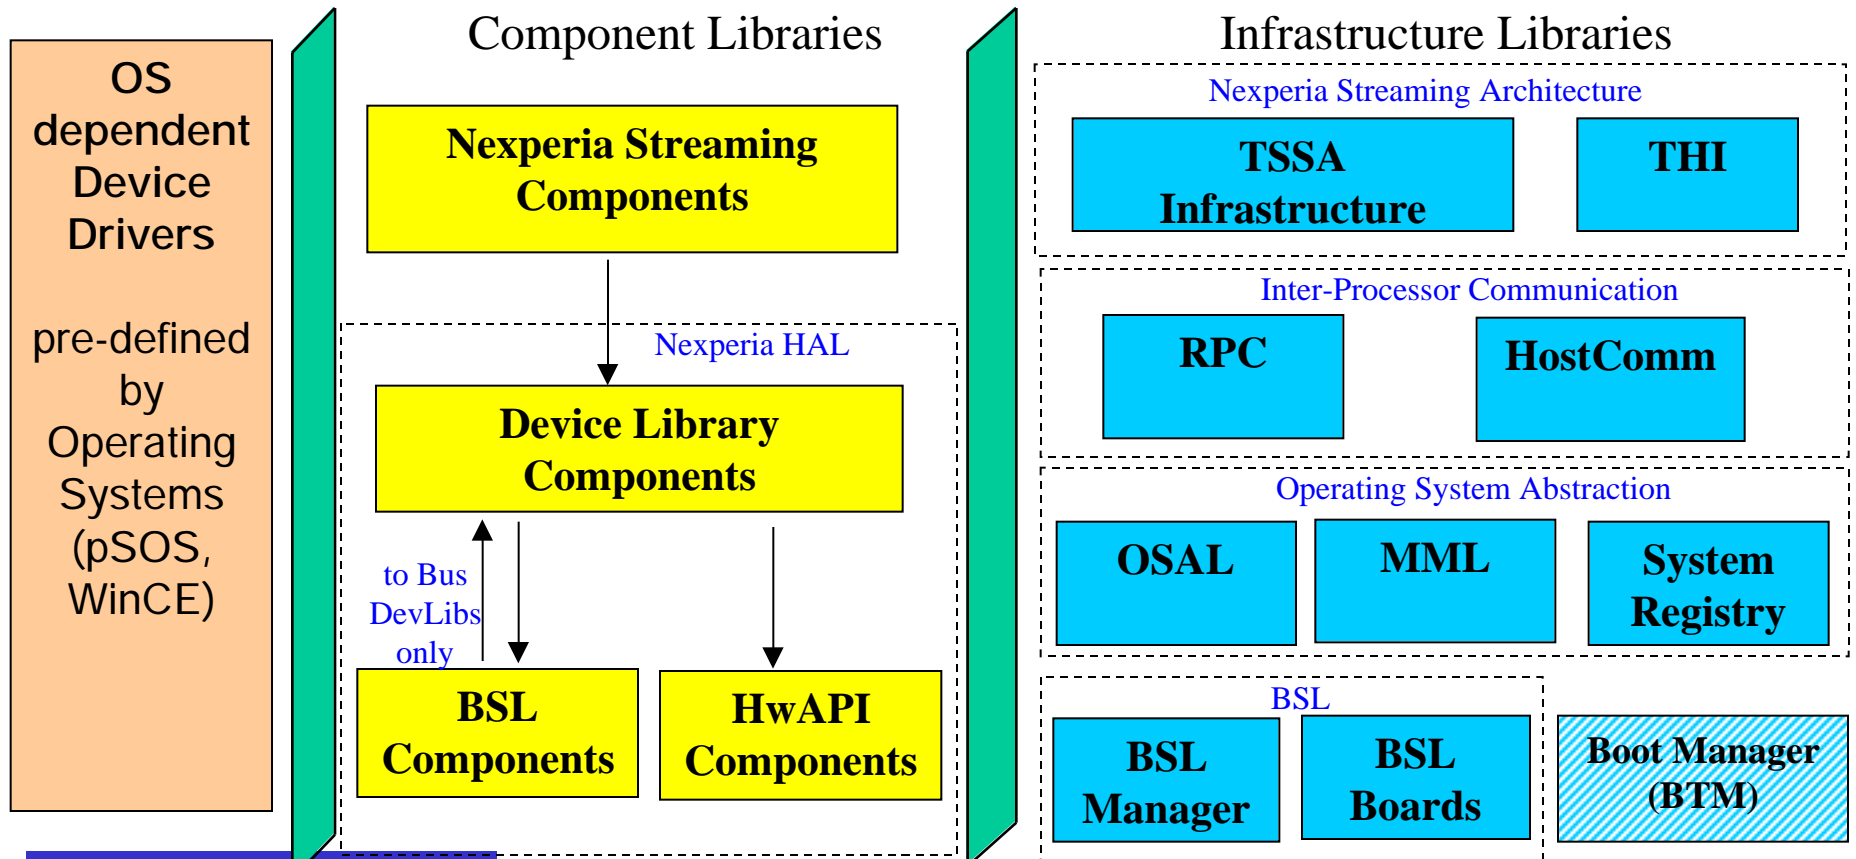 OS
dependent
Device
Drivers
pre-defined
by
Operating
Systems
(pSOS,
WinCE)
Component Libraries
Nexperia Streaming
Components
Nexperia HAL
Device Library
Components
to Bus
DevLibs
only
BSL
Components
HwAPI
Components
Infrastructure Libraries
Nexperia Streaming Architecture
TSSA
Infrastructure
THI
Inter-Processor Communication
RPC
HostComm
Operating System Abstraction
OSAL
MML
System
Registry
BSL
BSL
Manager
BSL
Boards
Boot Manager
(BTM)